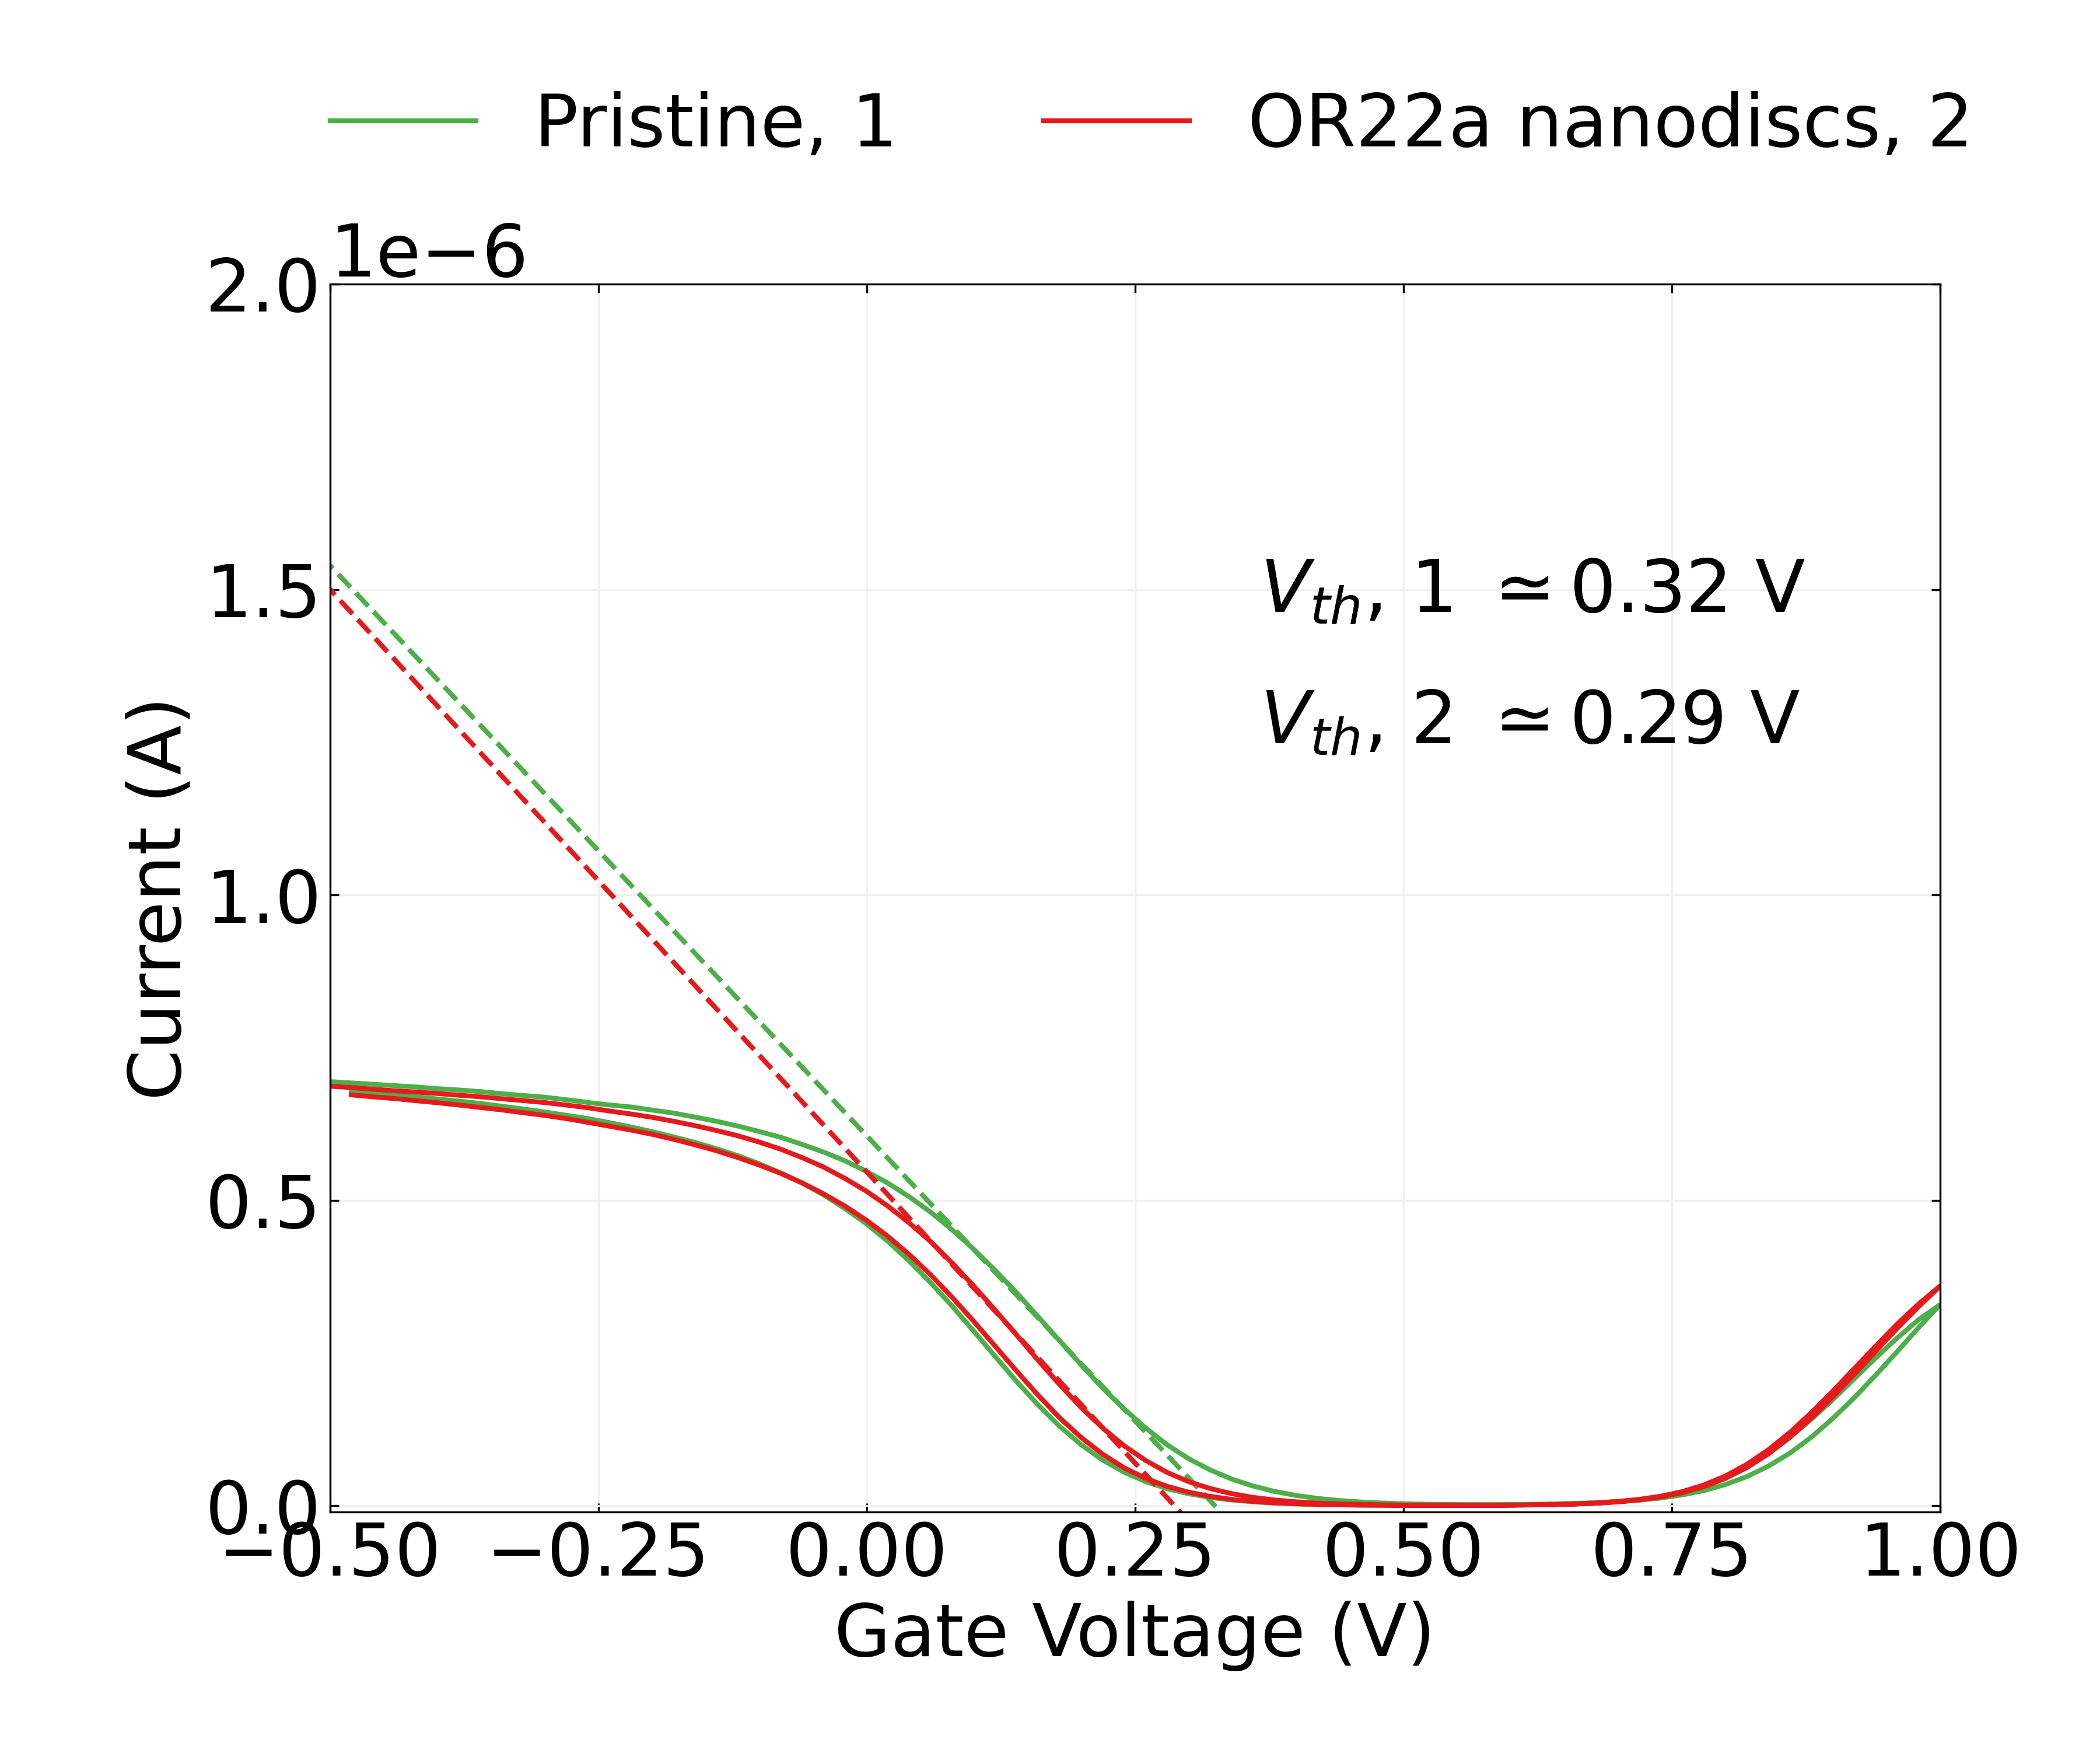 Pristine, 1
OR22a nanodiscs, 2
1e−6
2.0
1.5
1.0
0.5
0.0
V_th, 1 ≃ 0.32 V
V_th, 2 ≃ 0.29 V
Current (A)
−0.50 −0.25 0.00 0.25 0.50 0.75 1.00
Gate Voltage (V)